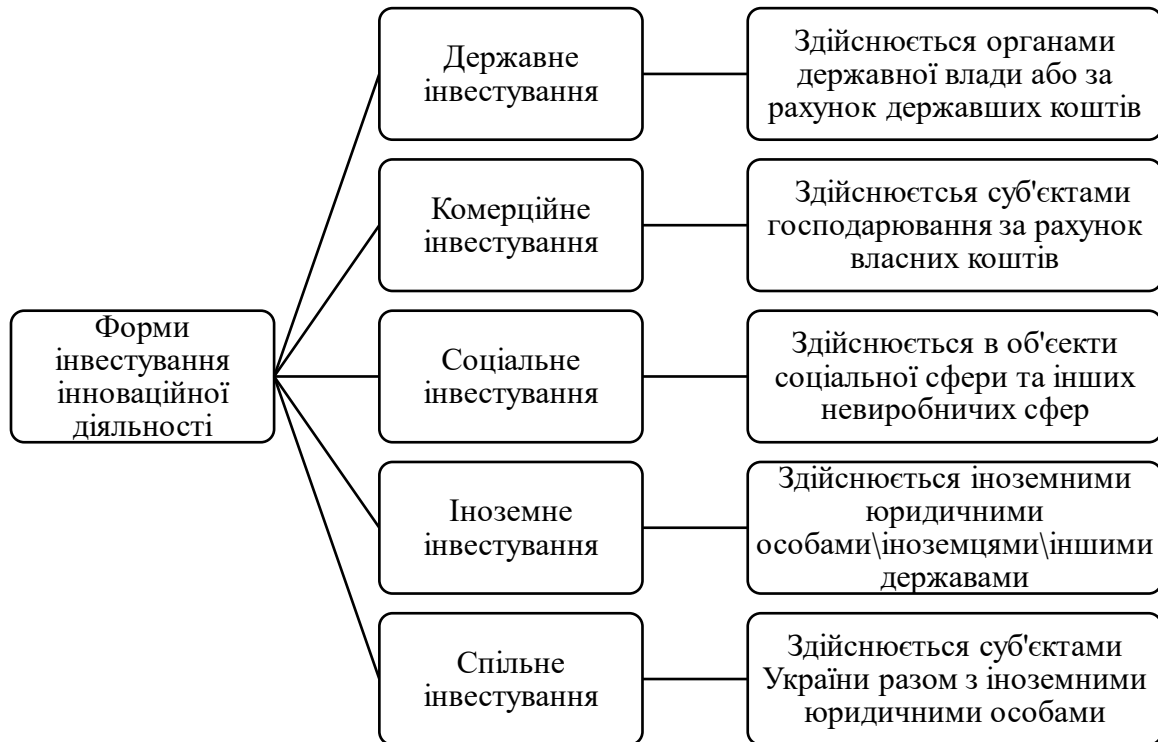 Форми
інвестування
інноваційної
діяльності
Державне
інвестування
Здійснюється органами
державної влади або за
рахунок державших коштів
Комерційне
інвестування
Здійснюєтсья суб'єктами
господарювання за рахунок
власних коштів
Соціальне
інвестування
Здійснюється в об'єекти
соціальної сфери та інших
невиробничих сфер
Іноземне
інвестування
Здійснюється іноземними
юридичними
особами\іноземцями\іншими
державами
Спільне
інвестування
Здійснюється суб'єктами
України разом з іноземними
юридичними особами